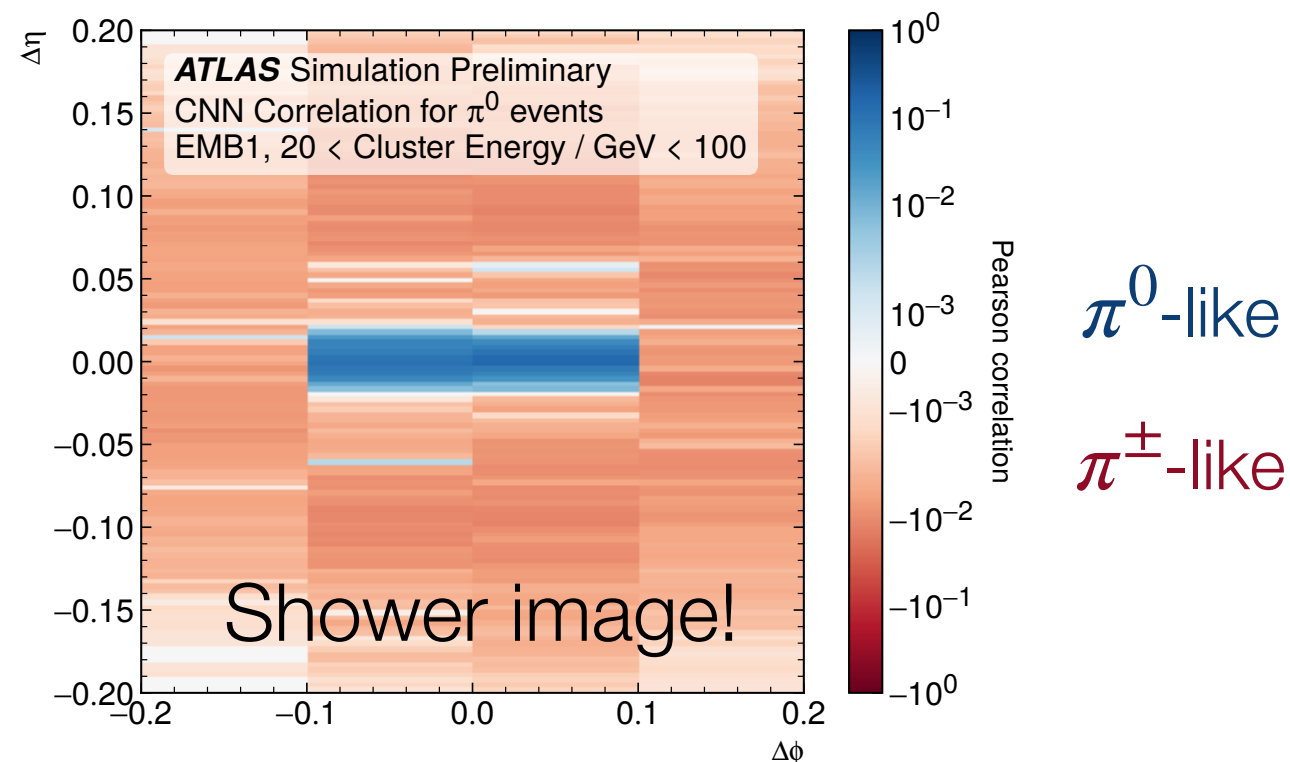 Δη
0.20
0.15
0.10
0.05
0.00
−0.05
−0.10
−0.15
−0.20
ATLAS Simulation Preliminary
CNN Correlation for π⁰ events
EMB1, 20 < Cluster Energy / GeV < 100
Shower image!
−0.2 −0.1 0.0 0.1 0.2
Δϕ
10⁰
10⁻¹
10⁻²
10⁻³
0
−10⁻³
−10⁻²
−10⁻¹
−10⁰
Pearson correlation
π⁰-like
π±-like